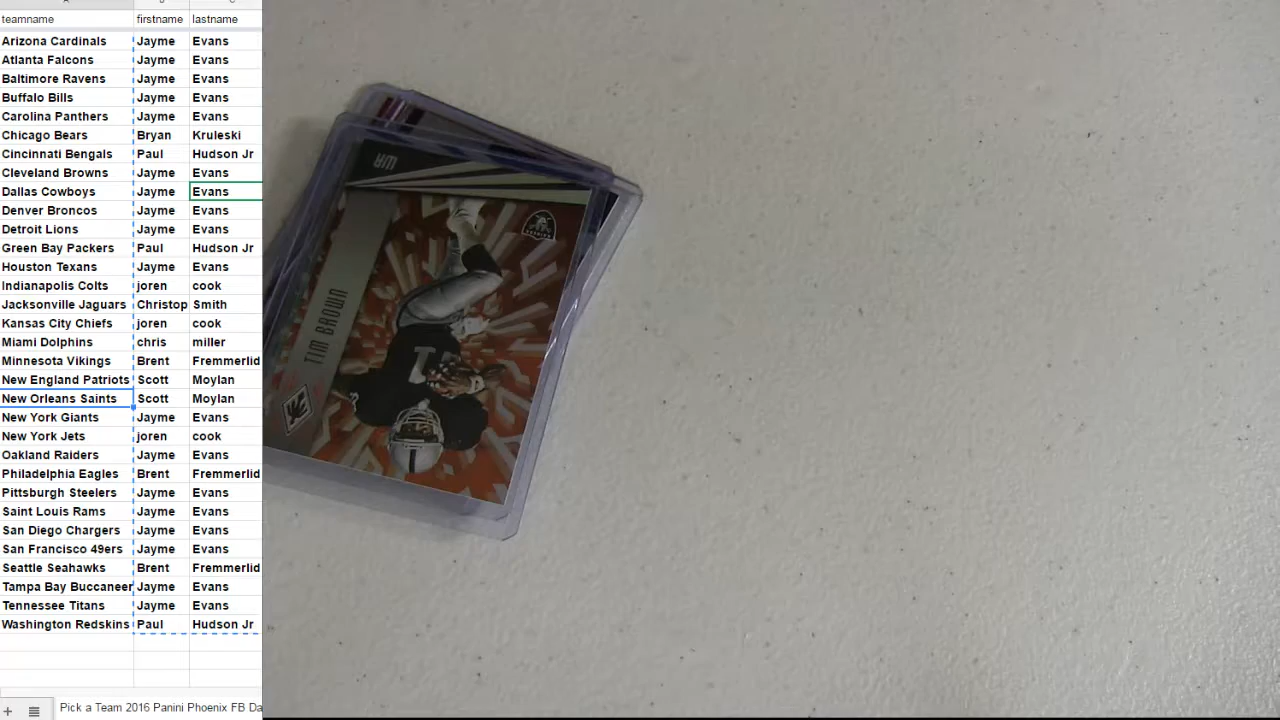 teamname firstname lastname
Arizona Cardinals Jayme Evans
Atlanta Falcons Jayme Evans
Baltimore Ravens Jayme Evans
Buffalo Bills Jayme Evans
Carolina Panthers Jayme Evans
Chicago Bears Bryan Kruleski
Cincinnati Bengals Paul Hudson Jr
Cleveland Browns Jayme Evans
Dallas Cowboys Jayme Evans
Denver Broncos Jayme Evans
Detroit Lions Jayme Evans
Green Bay Packers Paul Hudson Jr
Houston Texans Jayme Evans
Indianapolis Colts joren cook
Jacksonville Jaguars Christop Smith
Kansas City Chiefs joren cook
Miami Dolphins chris miller
Minnesota Vikings Brent Fremmerlid
New England Patriots Scott Moylan
New Orleans Saints Scott Moylan
New York Giants Jayme Evans
New York Jets joren cook
Oakland Raiders Jayme Evans
Philadelphia Eagles Brent Fremmerlid
Pittsburgh Steelers Jayme Evans
Saint Louis Rams Jayme Evans
San Diego Chargers Jayme Evans
San Francisco 49ers Jayme Evans
Seattle Seahawks Brent Fremmerlid
Tampa Bay Buccaneer Jayme Evans
Tennessee Titans Jayme Evans
Washington Redskins Paul Hudson Jr
Pick a Team 2016 Panini Phoenix FB Da
WR
TIM BROWN